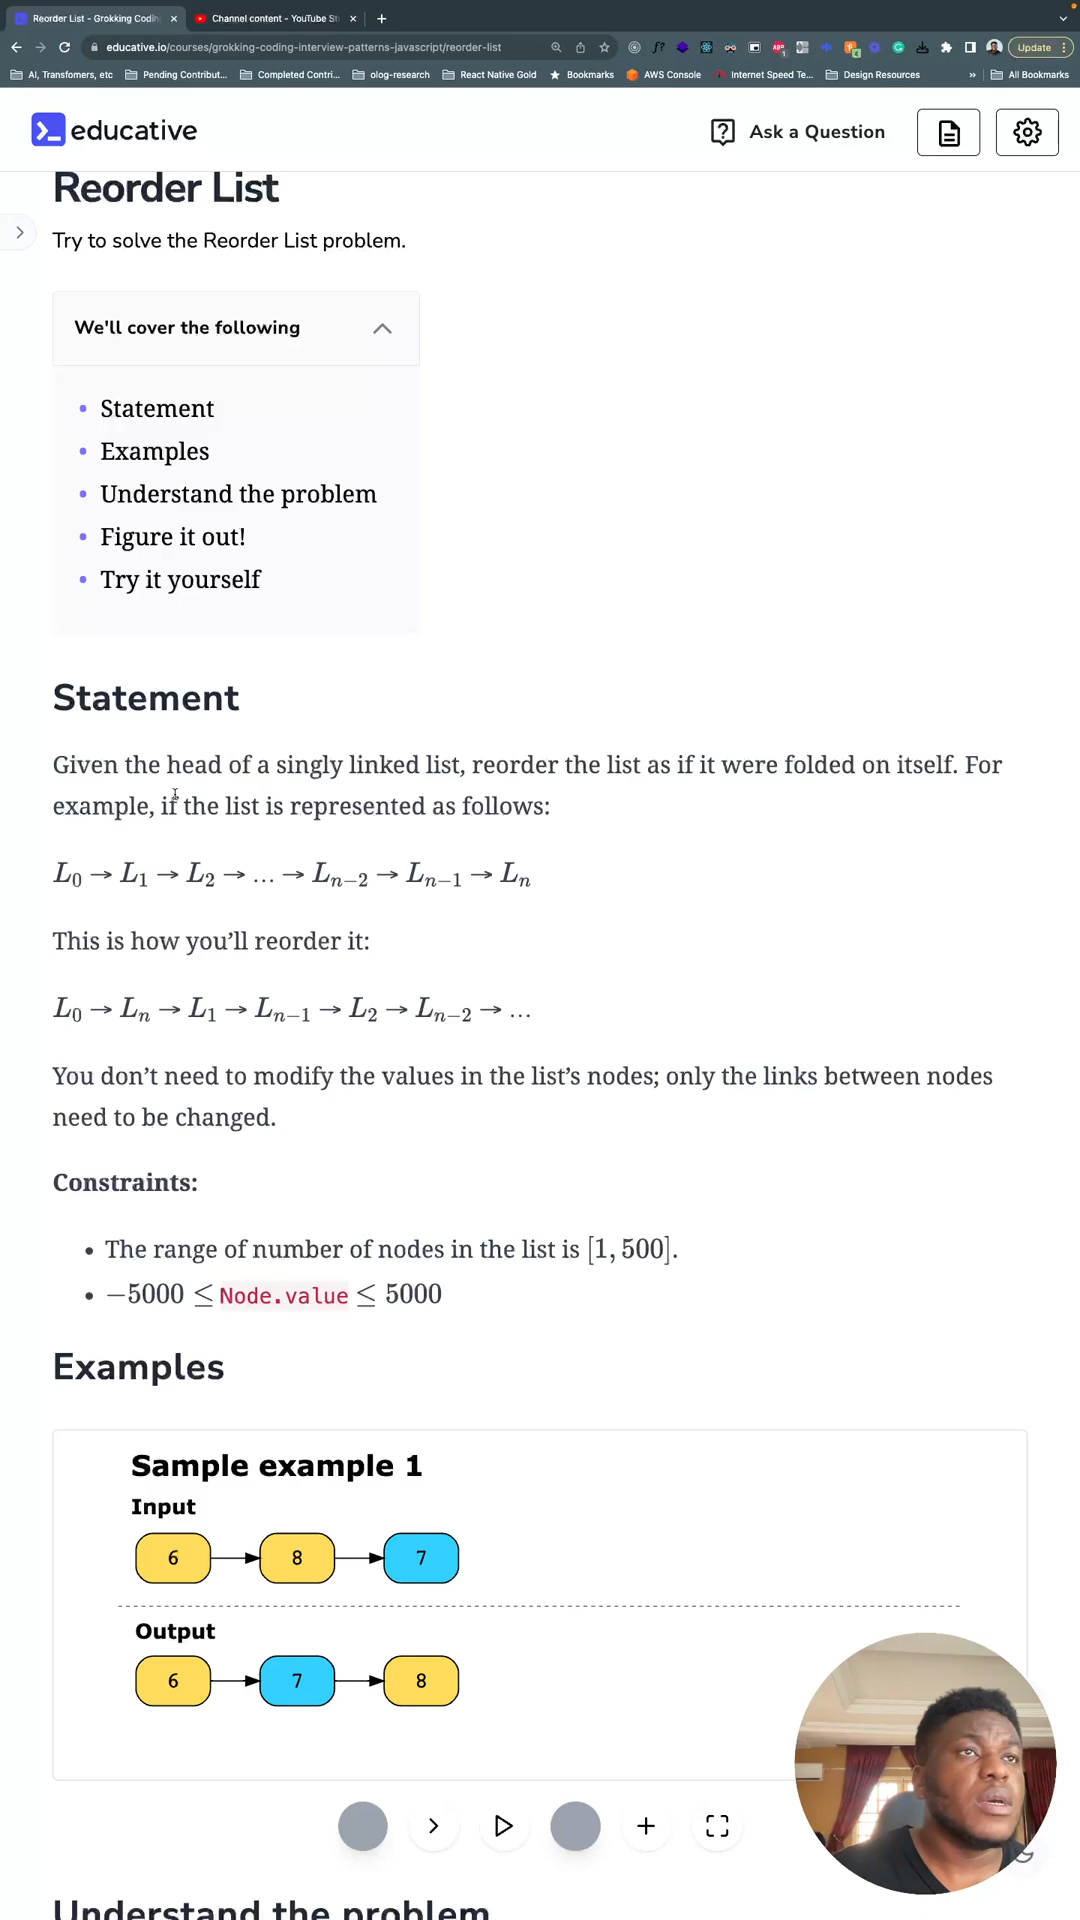 Reorder List - Grokking Codin
Channel content - YouTube St
educative.io/courses/grokking-coding-interview-patterns-javascript/reorder-list
Update
AI, Transfomers, etc
Pending Contribut...
Completed Contri...
olog-research
React Native Gold
Bookmarks
AWS Console
Internet Speed Te...
Design Resources
»
All Bookmarks
educative
Ask a Question
Reorder List
Try to solve the Reorder List problem.
We'll cover the following
• Statement
• Examples
• Understand the problem
• Figure it out!
• Try it yourself
Statement
Given the head of a singly linked list, reorder the list as if it were folded on itself. For
example, if the list is represented as follows:
L₀ → L₁ → L₂ → … → Lₙ₋₂ → Lₙ₋₁ → Lₙ
This is how you’ll reorder it:
L₀ → Lₙ → L₁ → Lₙ₋₁ → L₂ → Lₙ₋₂ → …
You don’t need to modify the values in the list’s nodes; only the links between nodes
need to be changed.
Constraints:
• The range of number of nodes in the list is [1, 500].
• −5000 ≤ Node.value ≤ 5000
Examples
Sample example 1
Input
6 8 7
Output
6 7 8
Understand the problem